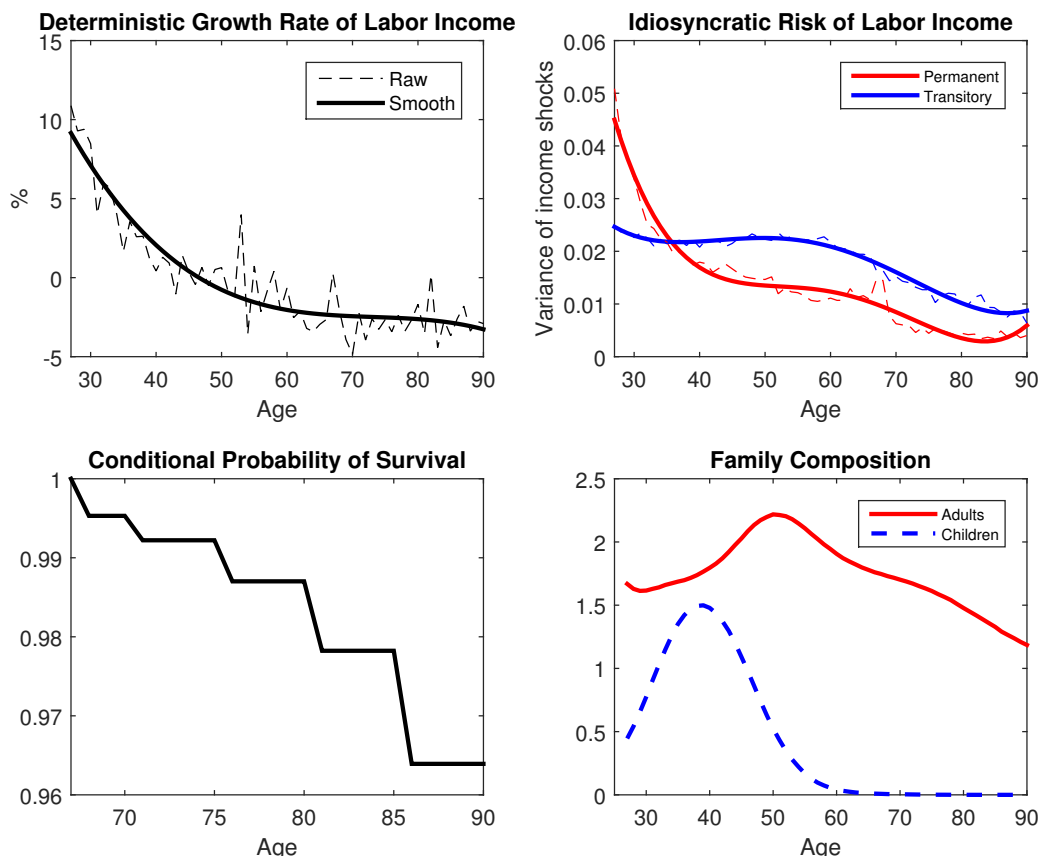 Deterministic Growth Rate of Labor Income
15
10
5
0
-5
%
30 40 50 60 70 80 90
Age
Raw
Smooth
Idiosyncratic Risk of Labor Income
0.06
0.05
0.04
0.03
0.02
0.01
0
Variance of income shocks
30 40 50 60 70 80 90
Age
Permanent
Transitory
Conditional Probability of Survival
1
0.99
0.98
0.97
0.96
70 75 80 85 90
Age
Family Composition
2.5
2
1.5
1
0.5
0
30 40 50 60 70 80 90
Age
Adults
Children